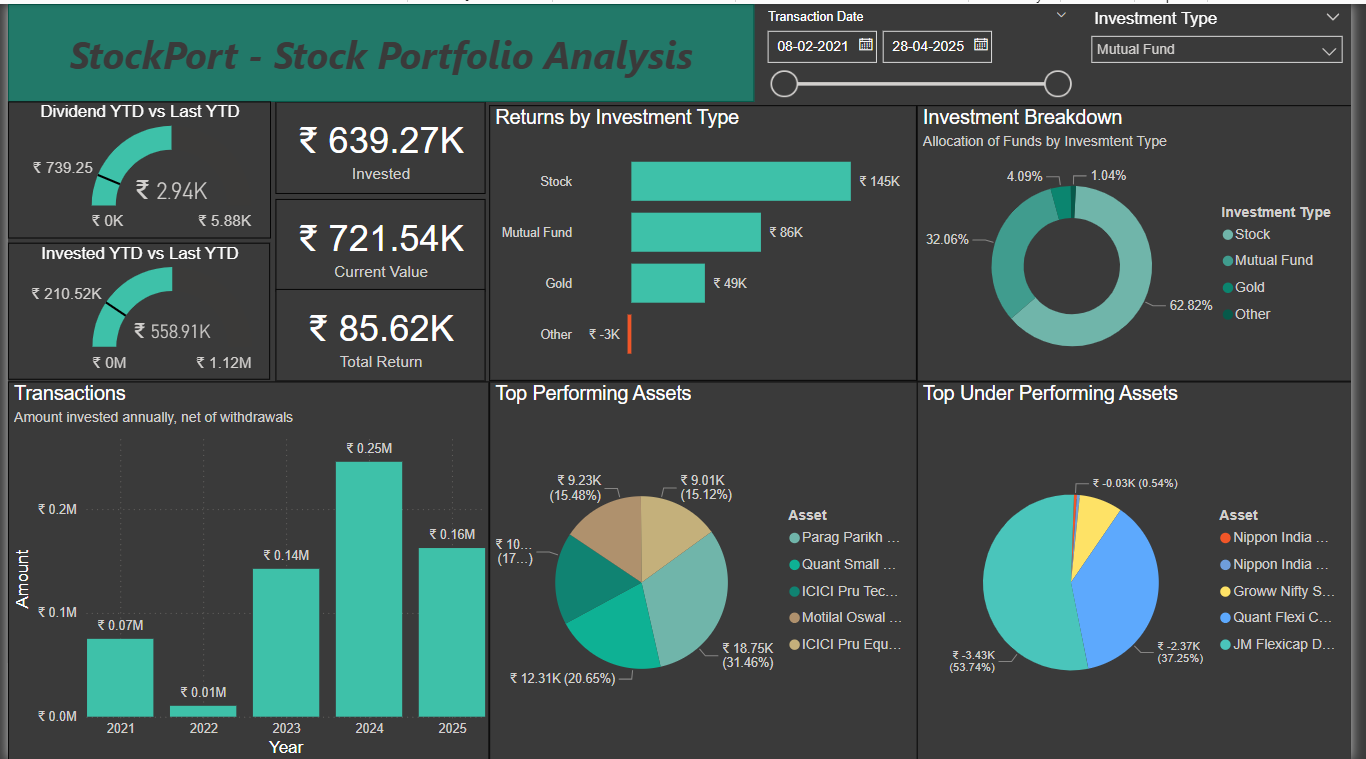 StockPort - Stock Portfolio Analysis
Transaction Date
08-02-2021
28-04-2025
Investment Type
Mutual Fund
Dividend YTD vs Last YTD
₹ 739.25
₹ 2.94K
₹ 0K
₹ 5.88K
Invested YTD vs Last YTD
₹ 210.52K
₹ 558.91K
₹ 0M
₹ 1.12M
₹ 639.27K
Invested
₹ 721.54K
Current Value
₹ 85.62K
Total Return
Returns by Investment Type
Stock
₹ 145K
Mutual Fund
₹ 86K
Gold
₹ 49K
Other
₹ -3K
Investment Breakdown
Allocation of Funds by Invesmtent Type
4.09%
1.04%
32.06%
62.82%
Investment Type
Stock
Mutual Fund
Gold
Other
Transactions
Amount invested annually, net of withdrawals
Amount
₹ 0.2M
₹ 0.1M
₹ 0.0M
₹ 0.07M
₹ 0.01M
₹ 0.14M
₹ 0.25M
₹ 0.16M
2021
2022
2023
2024
2025
Year
Top Performing Assets
₹ 9.23K
(15.48%)
₹ 9.01K
(15.12%)
₹ 10...
(17...)
₹ 18.75K
(31.46%)
₹ 12.31K (20.65%)
Asset
Parag Parikh ...
Quant Small ...
ICICI Pru Tec...
Motilal Oswal ...
ICICI Pru Equ...
Top Under Performing Assets
₹ -0.03K (0.54%)
₹ -3.43K
(53.74%)
₹ -2.37K
(37.25%)
Asset
Nippon India ...
Nippon India ...
Groww Nifty S...
Quant Flexi C...
JM Flexicap D...